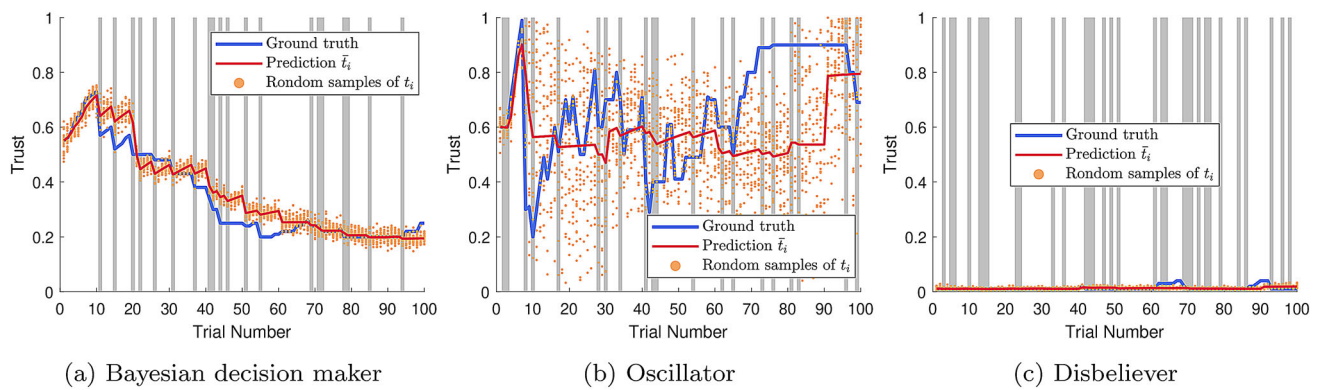 1
0.8
0.6
0.4
0.2
0
Trust
0 10 20 30 40 50 60 70 80 90 100
Trial Number
Ground truth
Prediction t̄ᵢ
Rondom samples of tᵢ
(a) Bayesian decision maker
1
0.8
0.6
0.4
0.2
0
Trust
0 10 20 30 40 50 60 70 80 90 100
Trial Number
Ground truth
Prediction t̄ᵢ
Rondom samples of tᵢ
(b) Oscillator
1
0.8
0.6
0.4
0.2
0
Trust
0 10 20 30 40 50 60 70 80 90 100
Trial Number
Ground truth
Prediction t̄ᵢ
Rondom samples of tᵢ
(c) Disbeliever